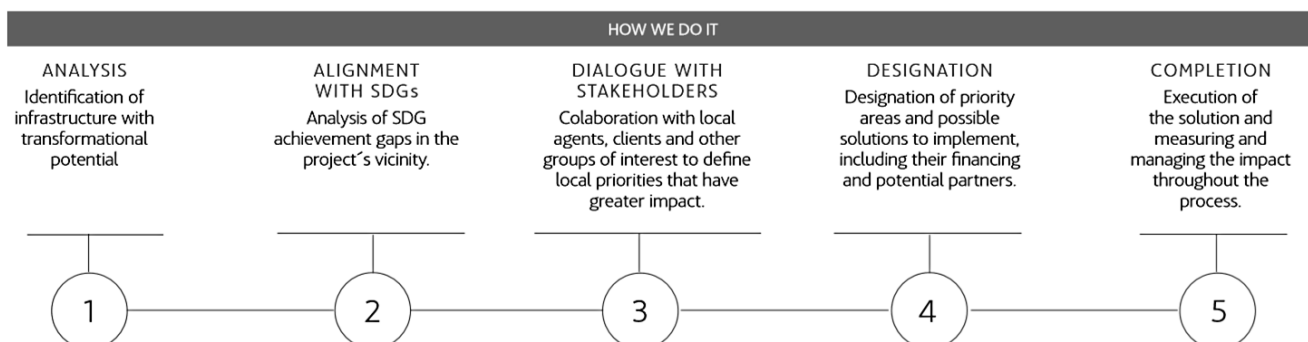 HOW WE DO IT
ANALYSIS
Identification of
infrastructure with
transformational
potential
ALIGNMENT
WITH SDGs
Analysis of SDG
achievement gaps in the
project´s vicinity.
DIALOGUE WITH
STAKEHOLDERS
Colaboration with local
agents, clients and other
groups of interest to define
local priorities that have
greater impact.
DESIGNATION
Designation of priority
areas and possible
solutions to implement,
including their financing
and potential partners.
COMPLETION
Execution of
the solution and
measuring and
managing the impact
throughout the
process.
1
2
3
4
5